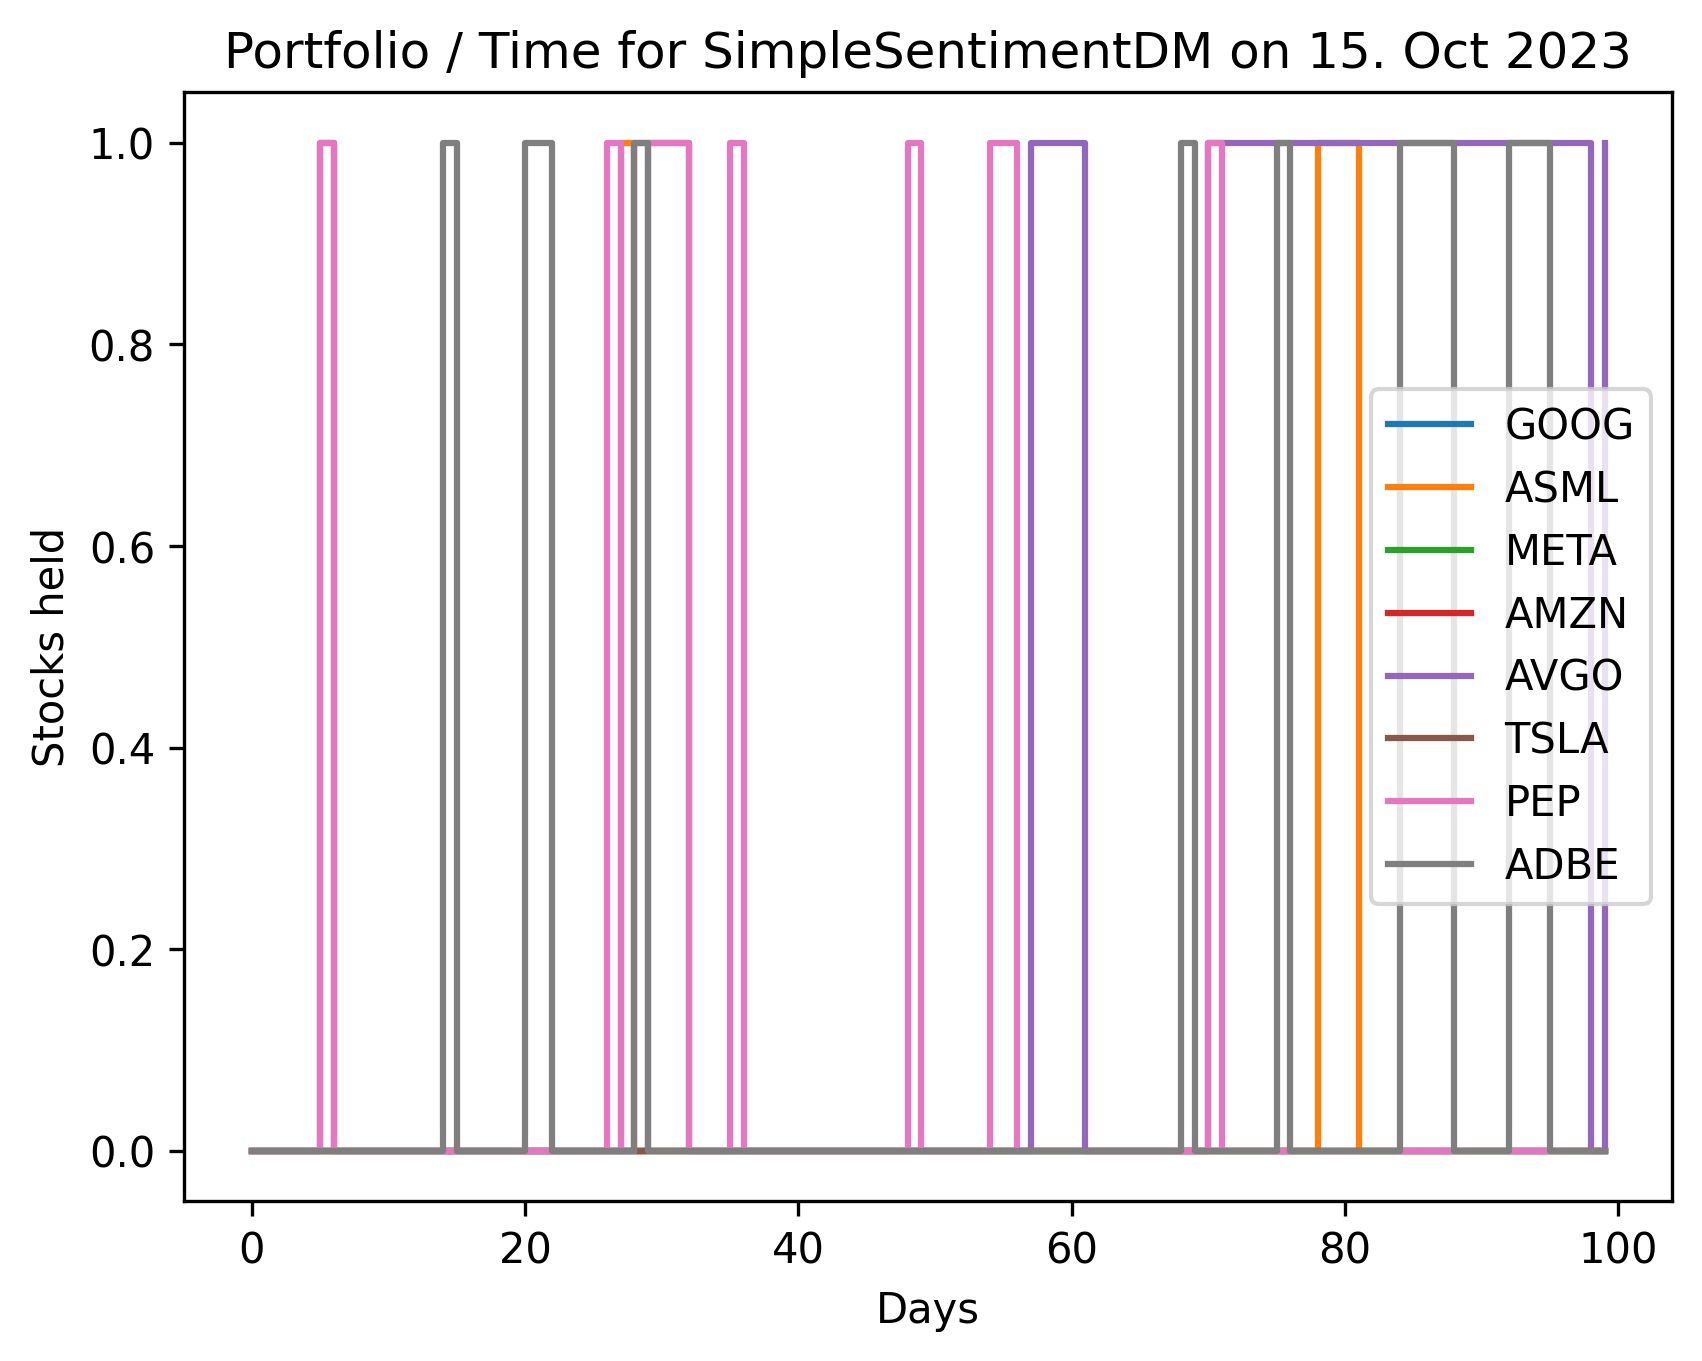 Portfolio / Time for SimpleSentimentDM on 15. Oct 2023
1.0
0.8
0.6
0.4
0.2
0.0
Stocks held
GOOG
ASML
META
AMZN
AVGO
TSLA
PEP
ADBE
0 20 40 60 80 100
Days